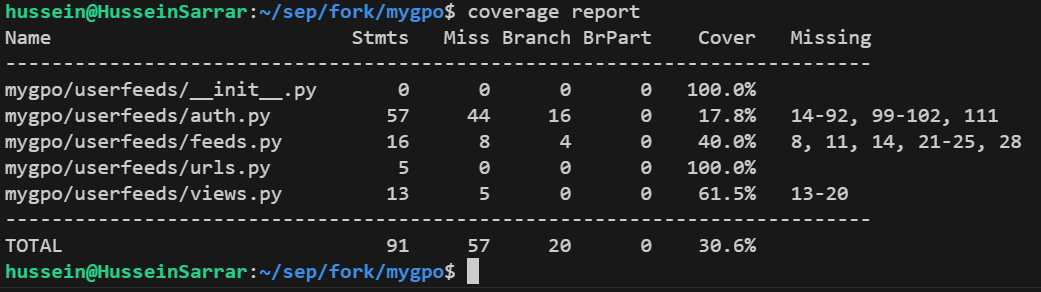 hussein@HusseinSarrar:~/sep/fork/mygpo$ coverage report
Name                             Stmts   Miss Branch BrPart    Cover   Missing
------------------------------------------------------------------------
mygpo/userfeeds/__init__.py          0      0      0      0   100.0%
mygpo/userfeeds/auth.py             57     44     16      0    17.8%   14-92, 99-102, 111
mygpo/userfeeds/feeds.py            16      8      4      0    40.0%   8, 11, 14, 21-25, 28
mygpo/userfeeds/urls.py              5      0      0      0   100.0%
mygpo/userfeeds/views.py            13      5      0      0    61.5%   13-20
------------------------------------------------------------------------
TOTAL                               91     57     20      0    30.6%
hussein@HusseinSarrar:~/sep/fork/mygpo$